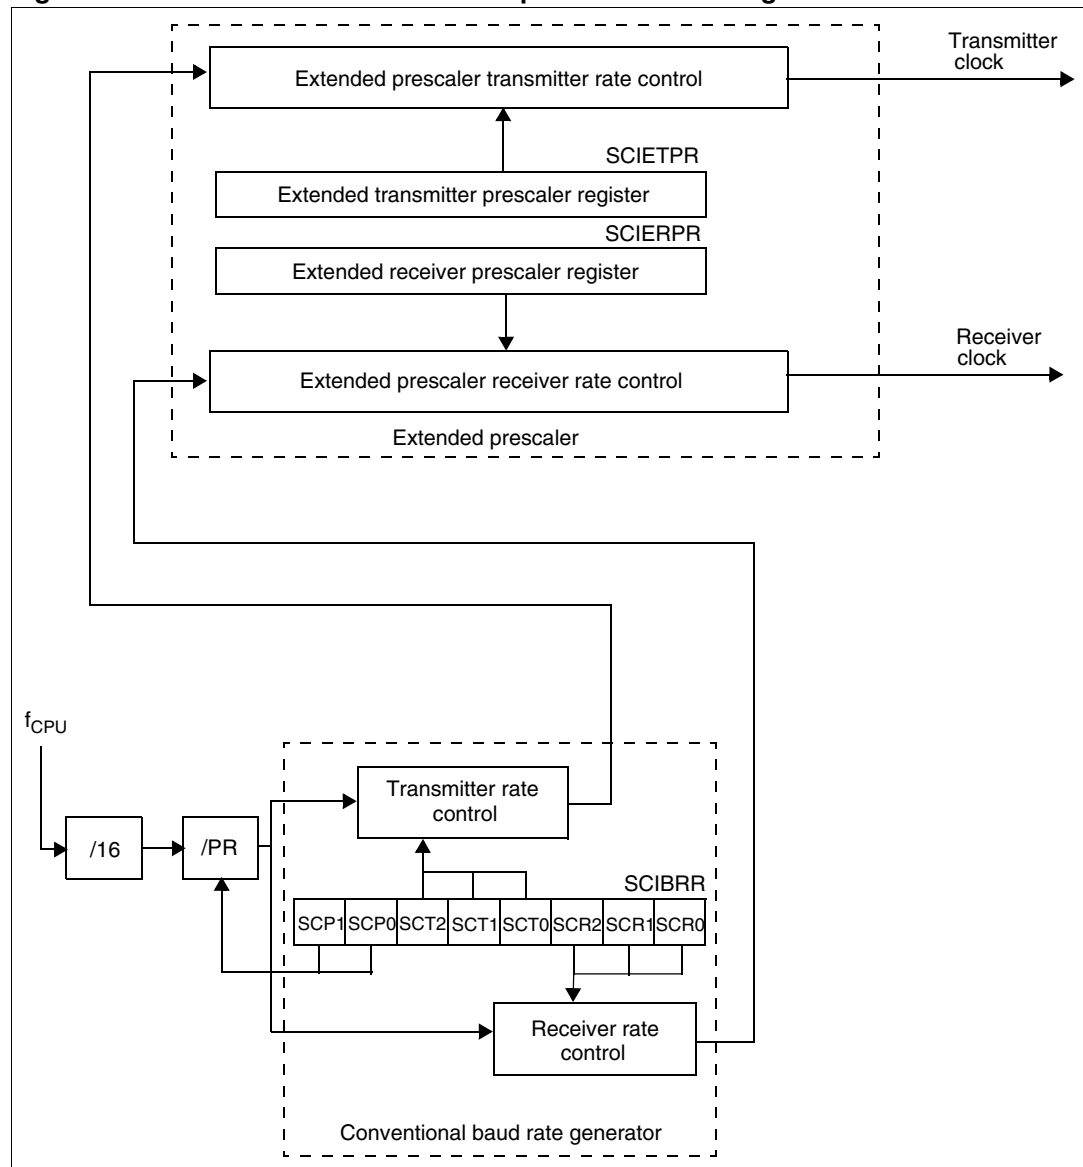 Transmitter
clock
Extended prescaler transmitter rate control
SCIETPR
Extended transmitter prescaler register
SCIERPR
Extended receiver prescaler register
Receiver
clock
Extended prescaler receiver rate control
Extended prescaler
fCPU
Transmitter rate
control
/16
/PR
SCIBRR
SCP1 SCP0 SCT2 SCT1 SCT0 SCR2 SCR1 SCR0
Receiver rate
control
Conventional baud rate generator